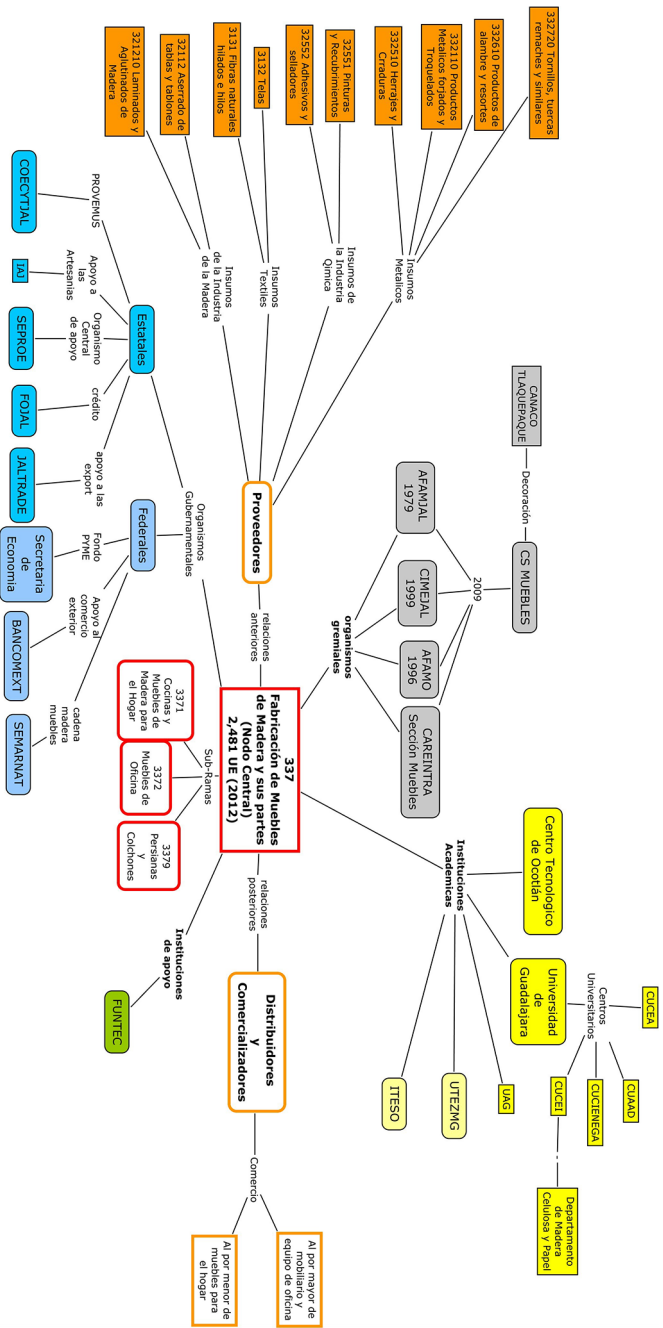 332720 Tornillos, tuercas
remaches y similares
332610 Productos de
alambre y resortes
332110 Productos
Metalicos forjados y
Troquelados
332510 Herrajes y
Crraduras
32551 Pinturas
y Recubrimientos
32552 Adhesivos y
selladores
3132 Telas
3131 Fibras naturales
hilados e hilos
32112 Aserrado de
tablas y tablones
321210 Laminados y
Aglutinados de
Madera
Insumos
Metalicos
Insumos de
la Industria
Qimica
Insumos
Textiles
Insumos
de la Industria
de la Madera
Proveedores
relaciones
anteriores
CANACO
TLAQUEPAQUE
Decoración
CS MUEBLES
2009
AFAMJAL
1979
CIMEJAL
1999
AFAMO
1996
CAREINTRA
Sección Muebles
organismos
gremiales
Estatales
PROVEMUS
COECYTJAL
Apoyo a
las
Artesanias
IAJ
Organismo
Central
de apoyo
SEPROE
crédito
FOJAL
apoyo a las
export
JALTRADE
Organismos
Gubernamentales
Federales
Fondo
PYME
Secretaria
de
Economia
Apoyo al
comercio
exterior
BANCOMEXT
cadena
madera
muebles
SEMARNAT
337
Fabricación de Muebles
de Madera y sus partes
(Nodo Central)
2,481 UE (2012)
Sub-Ramas
3371
Cocinas y
Muebles de
Madera para
el Hogar
3372
Muebles de
Oficina
3379
Persianas
y
Colchones
Instituciones
Academicas
Centro Tecnologico
de Ocotlán
Universidad
de
Guadalajara
Centros
Universitarios
CUCEA
CUAAD
CUCIENEGA
CUCEI
Departamento
de Madera
Celulosa y Papel
UAG
UTEZMG
ITESO
Instituciones
de apoyo
FUNTEC
relaciones
posteriores
Distribuidores
y
Comercializadores
Comercio
Al por mayor de
mobiliario y
equipo de oficina
Al por menor de
muebles para
el hogar